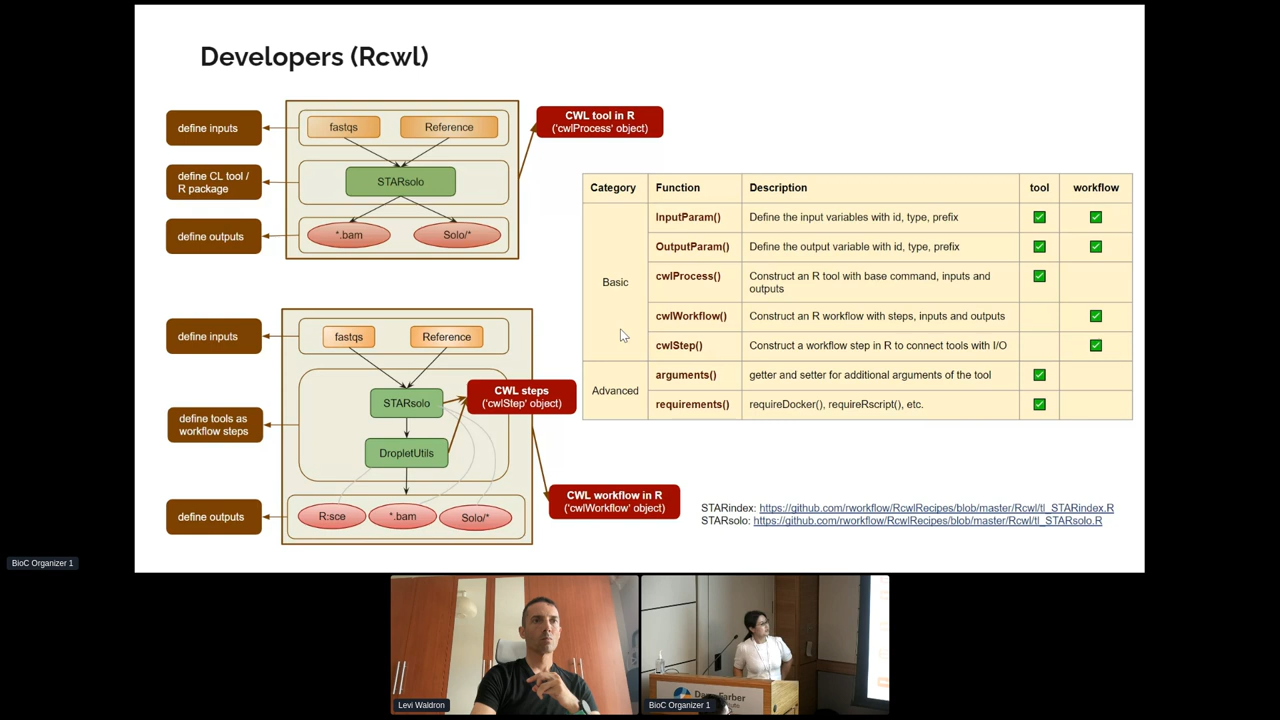 Developers (Rcwl)
define inputs
define CL tool /
R package
define outputs
fastqs
Reference
STARsolo
*.bam
Solo/*
CWL tool in R
('cwlProcess' object)
define inputs
define tools as
workflow steps
define outputs
fastqs
Reference
STARsolo
DropletUtils
R:sce
*.bam
Solo/*
CWL steps
('cwlStep' object)
CWL workflow in R
('cwlWorkflow' object)
Category Function Description tool workflow
Basic
InputParam() Define the input variables with id, type, prefix
OutputParam() Define the output variable with id, type, prefix
cwlProcess() Construct an R tool with base command, inputs and
outputs
cwlWorkflow() Construct an R workflow with steps, inputs and outputs
cwlStep() Construct a workflow step in R to connect tools with I/O
Advanced
arguments() getter and setter for additional arguments of the tool
requirements() requireDocker(), requireRscript(), etc.
STARindex: https://github.com/rworkflow/RcwlRecipes/blob/master/Rcwl/tl_STARindex.R
STARsolo: https://github.com/rworkflow/RcwlRecipes/blob/master/Rcwl/tl_STARsolo.R
BioC Organizer 1
Levi Waldron
BioC Organizer 1